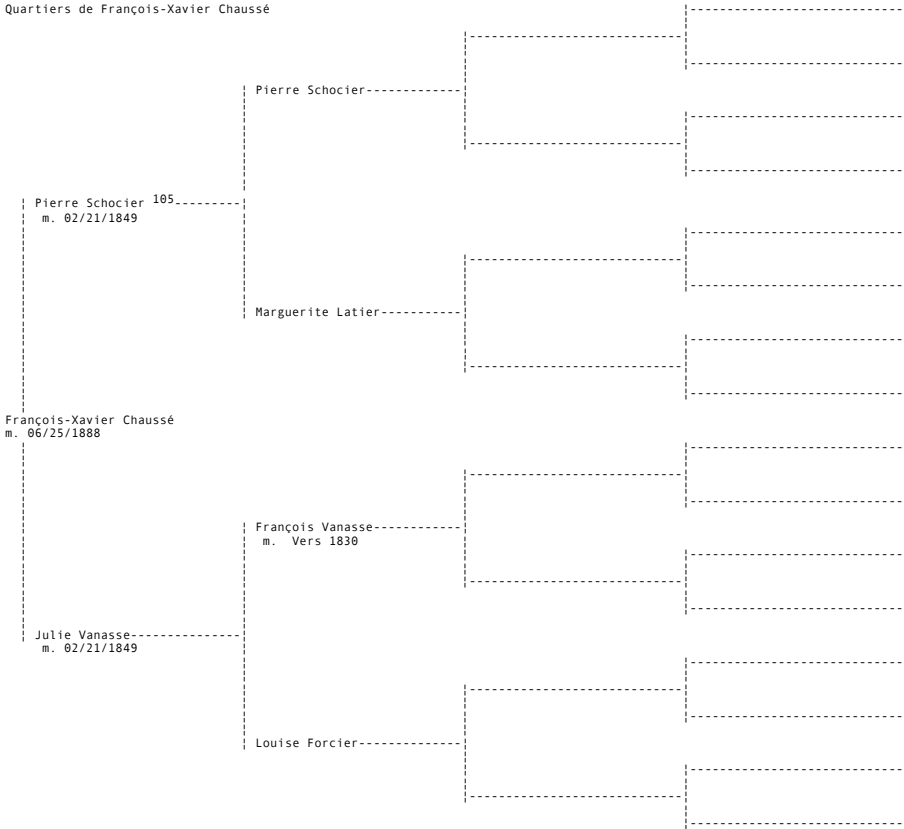 Quartiers de François-Xavier Chaussé
Pierre Schocier
Pierre Schocier 105
m. 02/21/1849
Marguerite Latier
François-Xavier Chaussé
m. 06/25/1888
François Vanasse
m. Vers 1830
Julie Vanasse
m. 02/21/1849
Louise Forcier